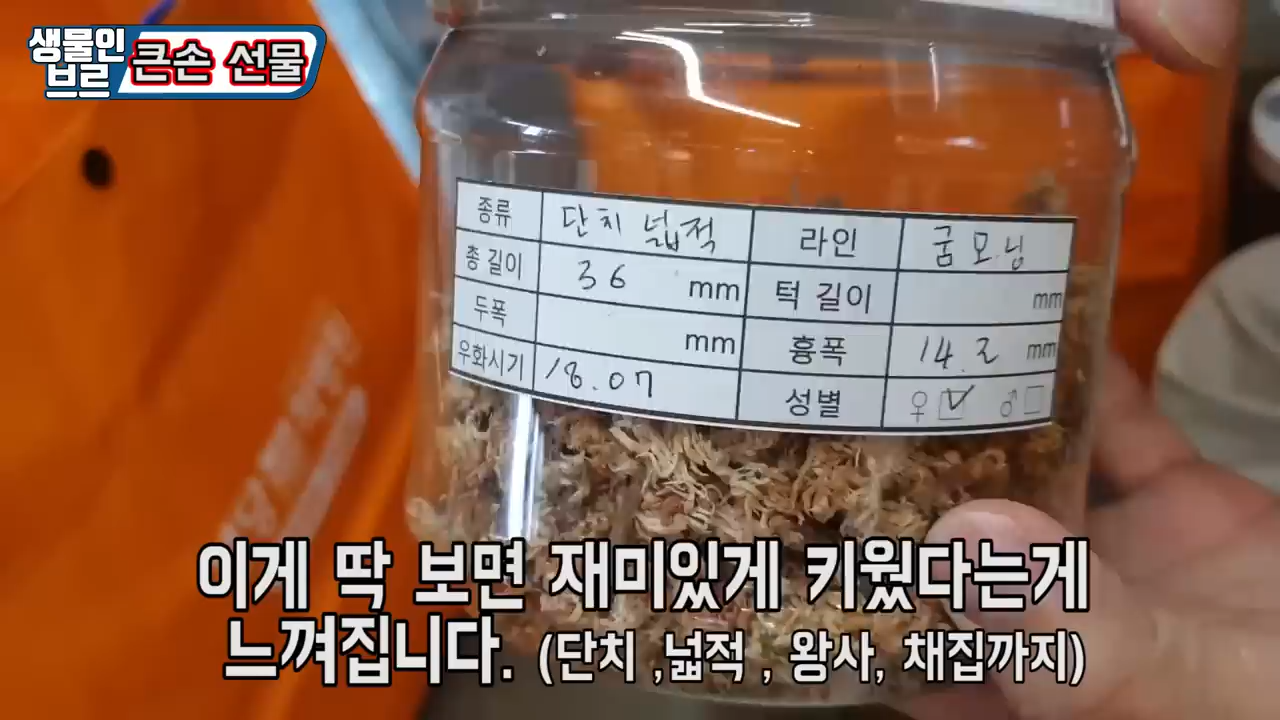 생물인
브르
큰손 선물
종류 단치 넓적 라인 굼모닝
총 길이 36 mm 턱 길이 mm
두폭 mm 흉폭 14.2 mm
우화시기 18.07 성별 ♀ ☑ ♂ □
이게 딱 보면 재미있게 키웠다는게
느껴집니다. (단치 ,넓적 , 왕사, 채집까지)